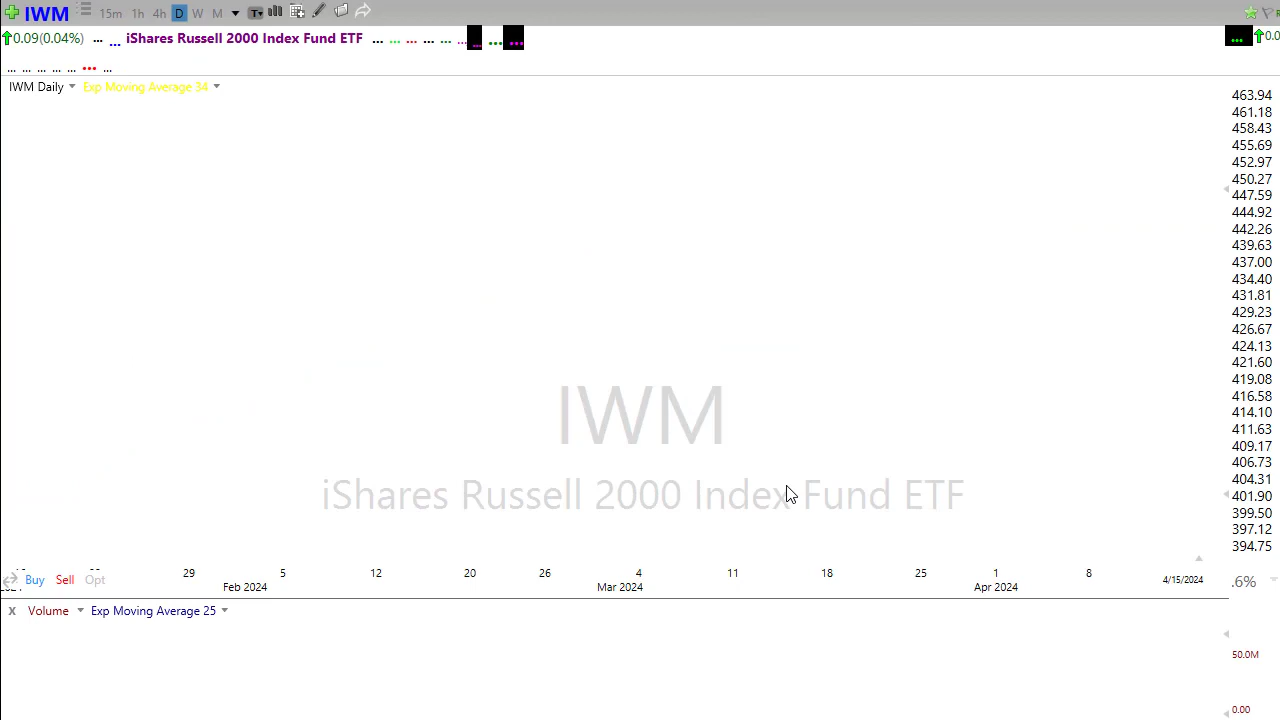 IWM 15m 1h 4h D W M T
0.09(0.04%) ... ... iShares Russell 2000 Index Fund ETF ... ... ... ... ... ... ... ... ... ... 0.0
... ... ... ... ... ... ...
IWM Daily Exp Moving Average 34
463.94
461.18
458.43
455.69
452.97
450.27
447.59
444.92
442.26
439.63
437.00
434.40
431.81
429.23
426.67
424.13
421.60
419.08
416.58
414.10
411.63
409.17
406.73
404.31
401.90
399.50
397.12
394.75
IWM
iShares Russell 2000 Index Fund ETF
29 5 12 20 26 4 11 18 25 1 8
Buy Sell Opt Feb 2024 Mar 2024 Apr 2024 4/15/2024 .6%
X Volume Exp Moving Average 25
50.0M
0.00